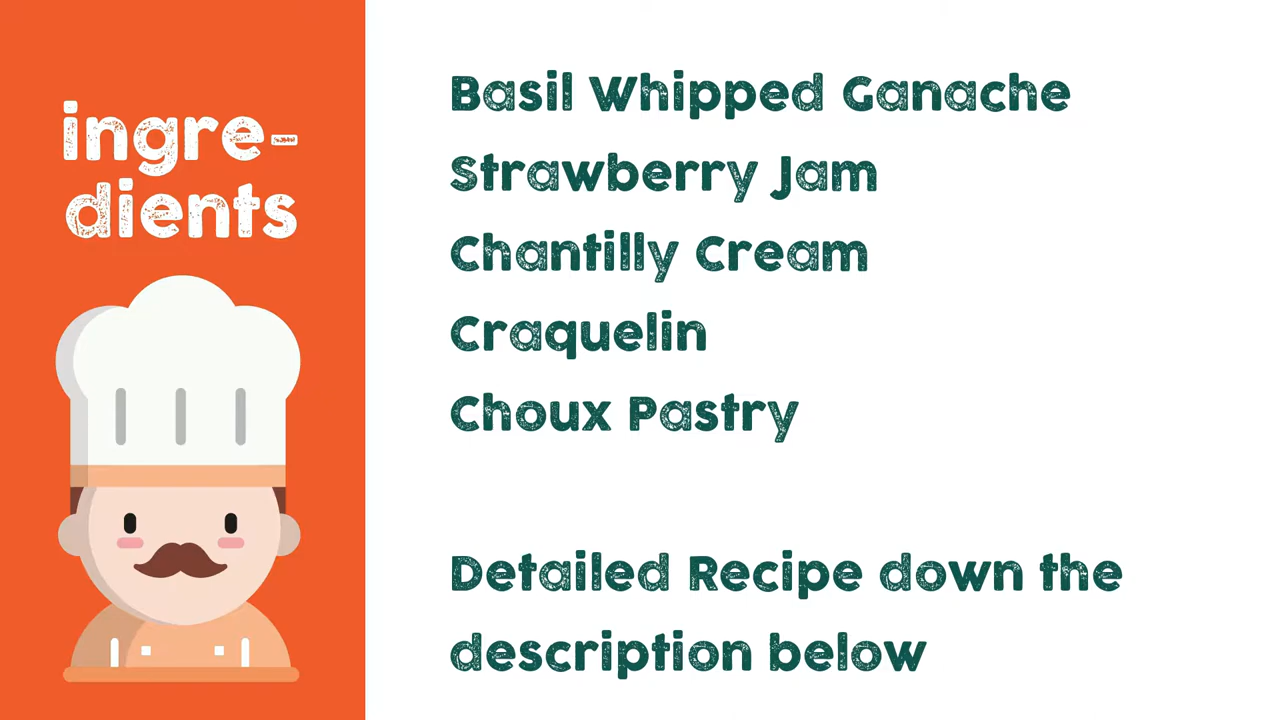 ingre-
dients
Basil Whipped Ganache
Strawberry Jam
Chantilly Cream
Craquelin
Choux Pastry
Detailed Recipe down the
description below